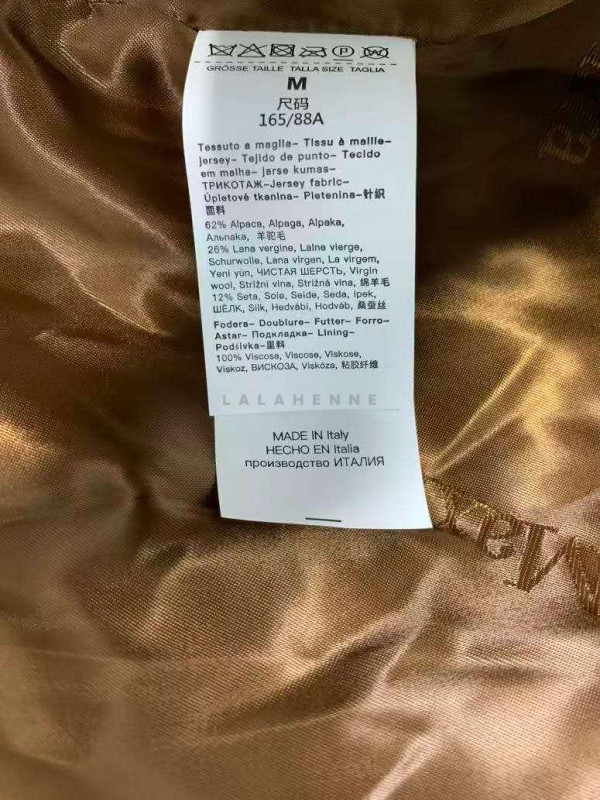 GRÖSSE TAILLE TALLA SIZE TAGLIA
M
尺码
165/88A
Tessuto a maglia- Tissu à maille-
jersey- Tejido de punto- Tecido
em malha- jarse kumas-
ТРИКОТАЖ-Jersey fabric-
Úpletové tkanina- Pletenina-针织
面料
62% Alpaca, Alpaga, Alpaka,
Альпака, 羊驼毛
26% Lana vergine, Laine vierge,
Schurwolle, Lana virgen, La virgem,
Yeni yün, ЧИСТАЯ ШЕРСТЬ, Virgin
wool, Strižni vina, Střižná vlna, 绵羊毛
12% Seta, Soie, Seide, Seda, ipek,
ШЁЛК, Silk, Hedvábí, Hodváb, 桑蚕丝
Fodera- Doublure- Futter- Forro-
Astar- Подкладка- Lining-
Podšívka-里料
100% Viscosa, Viscose, Viskose,
Viskoz, ВИСКОЗА, Viskóza, 粘胶纤维
LALAHENNE
MADE IN Italy
HECHO EN Italia
производство ИТАЛИЯ